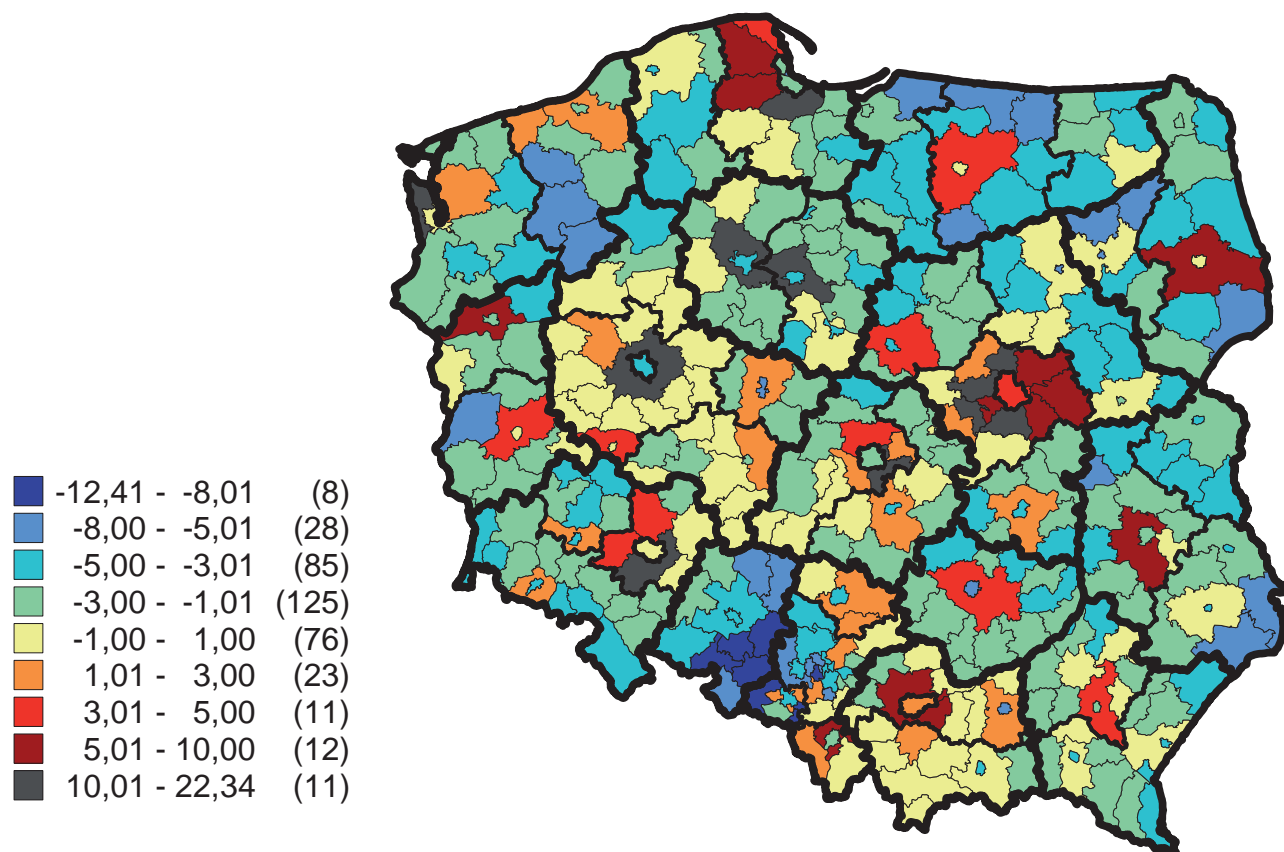 -12,41 - -8,01 (8)
-8,00 - -5,01 (28)
-5,00 - -3,01 (85)
-3,00 - -1,01 (125)
-1,00 - 1,00 (76)
1,01 - 3,00 (23)
3,01 - 5,00 (11)
5,01 - 10,00 (12)
10,01 - 22,34 (11)